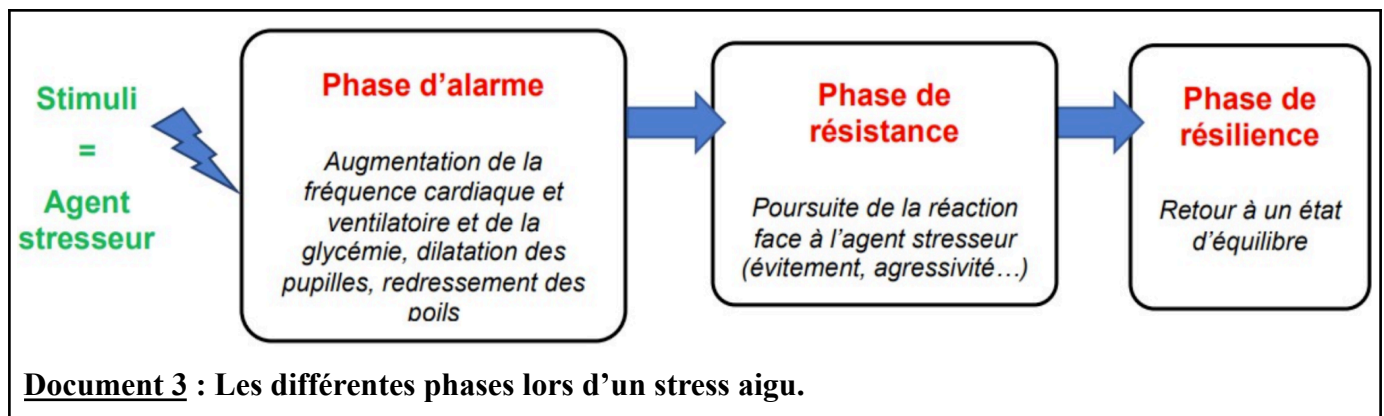 Stimuli
=
Agent
stresseur
Phase d’alarme
Augmentation de la
fréquence cardiaque et
ventilatoire et de la
glycémie, dilatation des
pupilles, redressement des
poils
Phase de
résistance
Poursuite de la réaction
face à l’agent stresseur
(évitement, agressivité…)
Phase de
résilience
Retour à un état
d’équilibre
Document 3 : Les différentes phases lors d’un stress aigu.